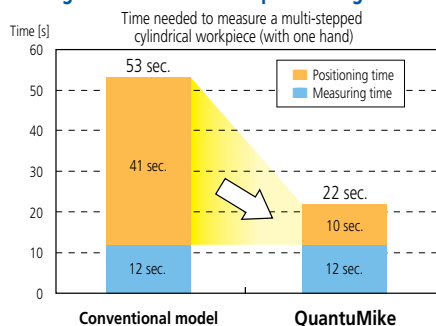 Time needed to measure a multi-stepped
cylindrical workpiece (with one hand)
Time [s]
60
50
40
30
20
10
0
53 sec.
41 sec.
12 sec.
Positioning time
Measuring time
22 sec.
10 sec.
12 sec.
Conventional model
QuantuMike